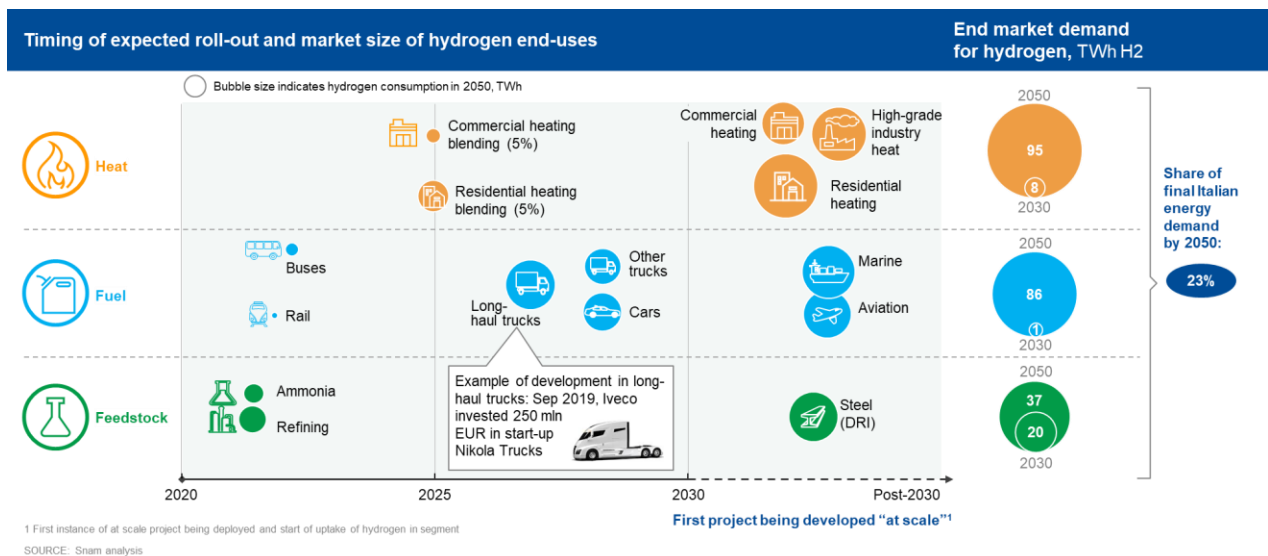 Timing of expected roll-out and market size of hydrogen end-uses
End market demand
for hydrogen, TWh H2
Bubble size indicates hydrogen consumption in 2050, TWh
Heat
Commercial heating
blending (5%)
Residential heating
blending (5%)
Commercial
heating
High-grade
industry
heat
Residential
heating
2050
95
8
2030
Fuel
Buses
Rail
Long-
haul trucks
Other
trucks
Cars
Marine
Aviation
2050
86
1
2030
Feedstock
Ammonia
Refining
Example of development in long-
haul trucks: Sep 2019, Iveco
invested 250 mln
EUR in start-up
Nikola Trucks
Steel
(DRI)
2050
37
20
2030
Share of
final Italian
energy
demand
by 2050:
23%
2020
2025
2030
Post-2030
First project being developed “at scale”1
1 First instance of at scale project being deployed and start of uptake of hydrogen in segment
SOURCE: Snam analysis